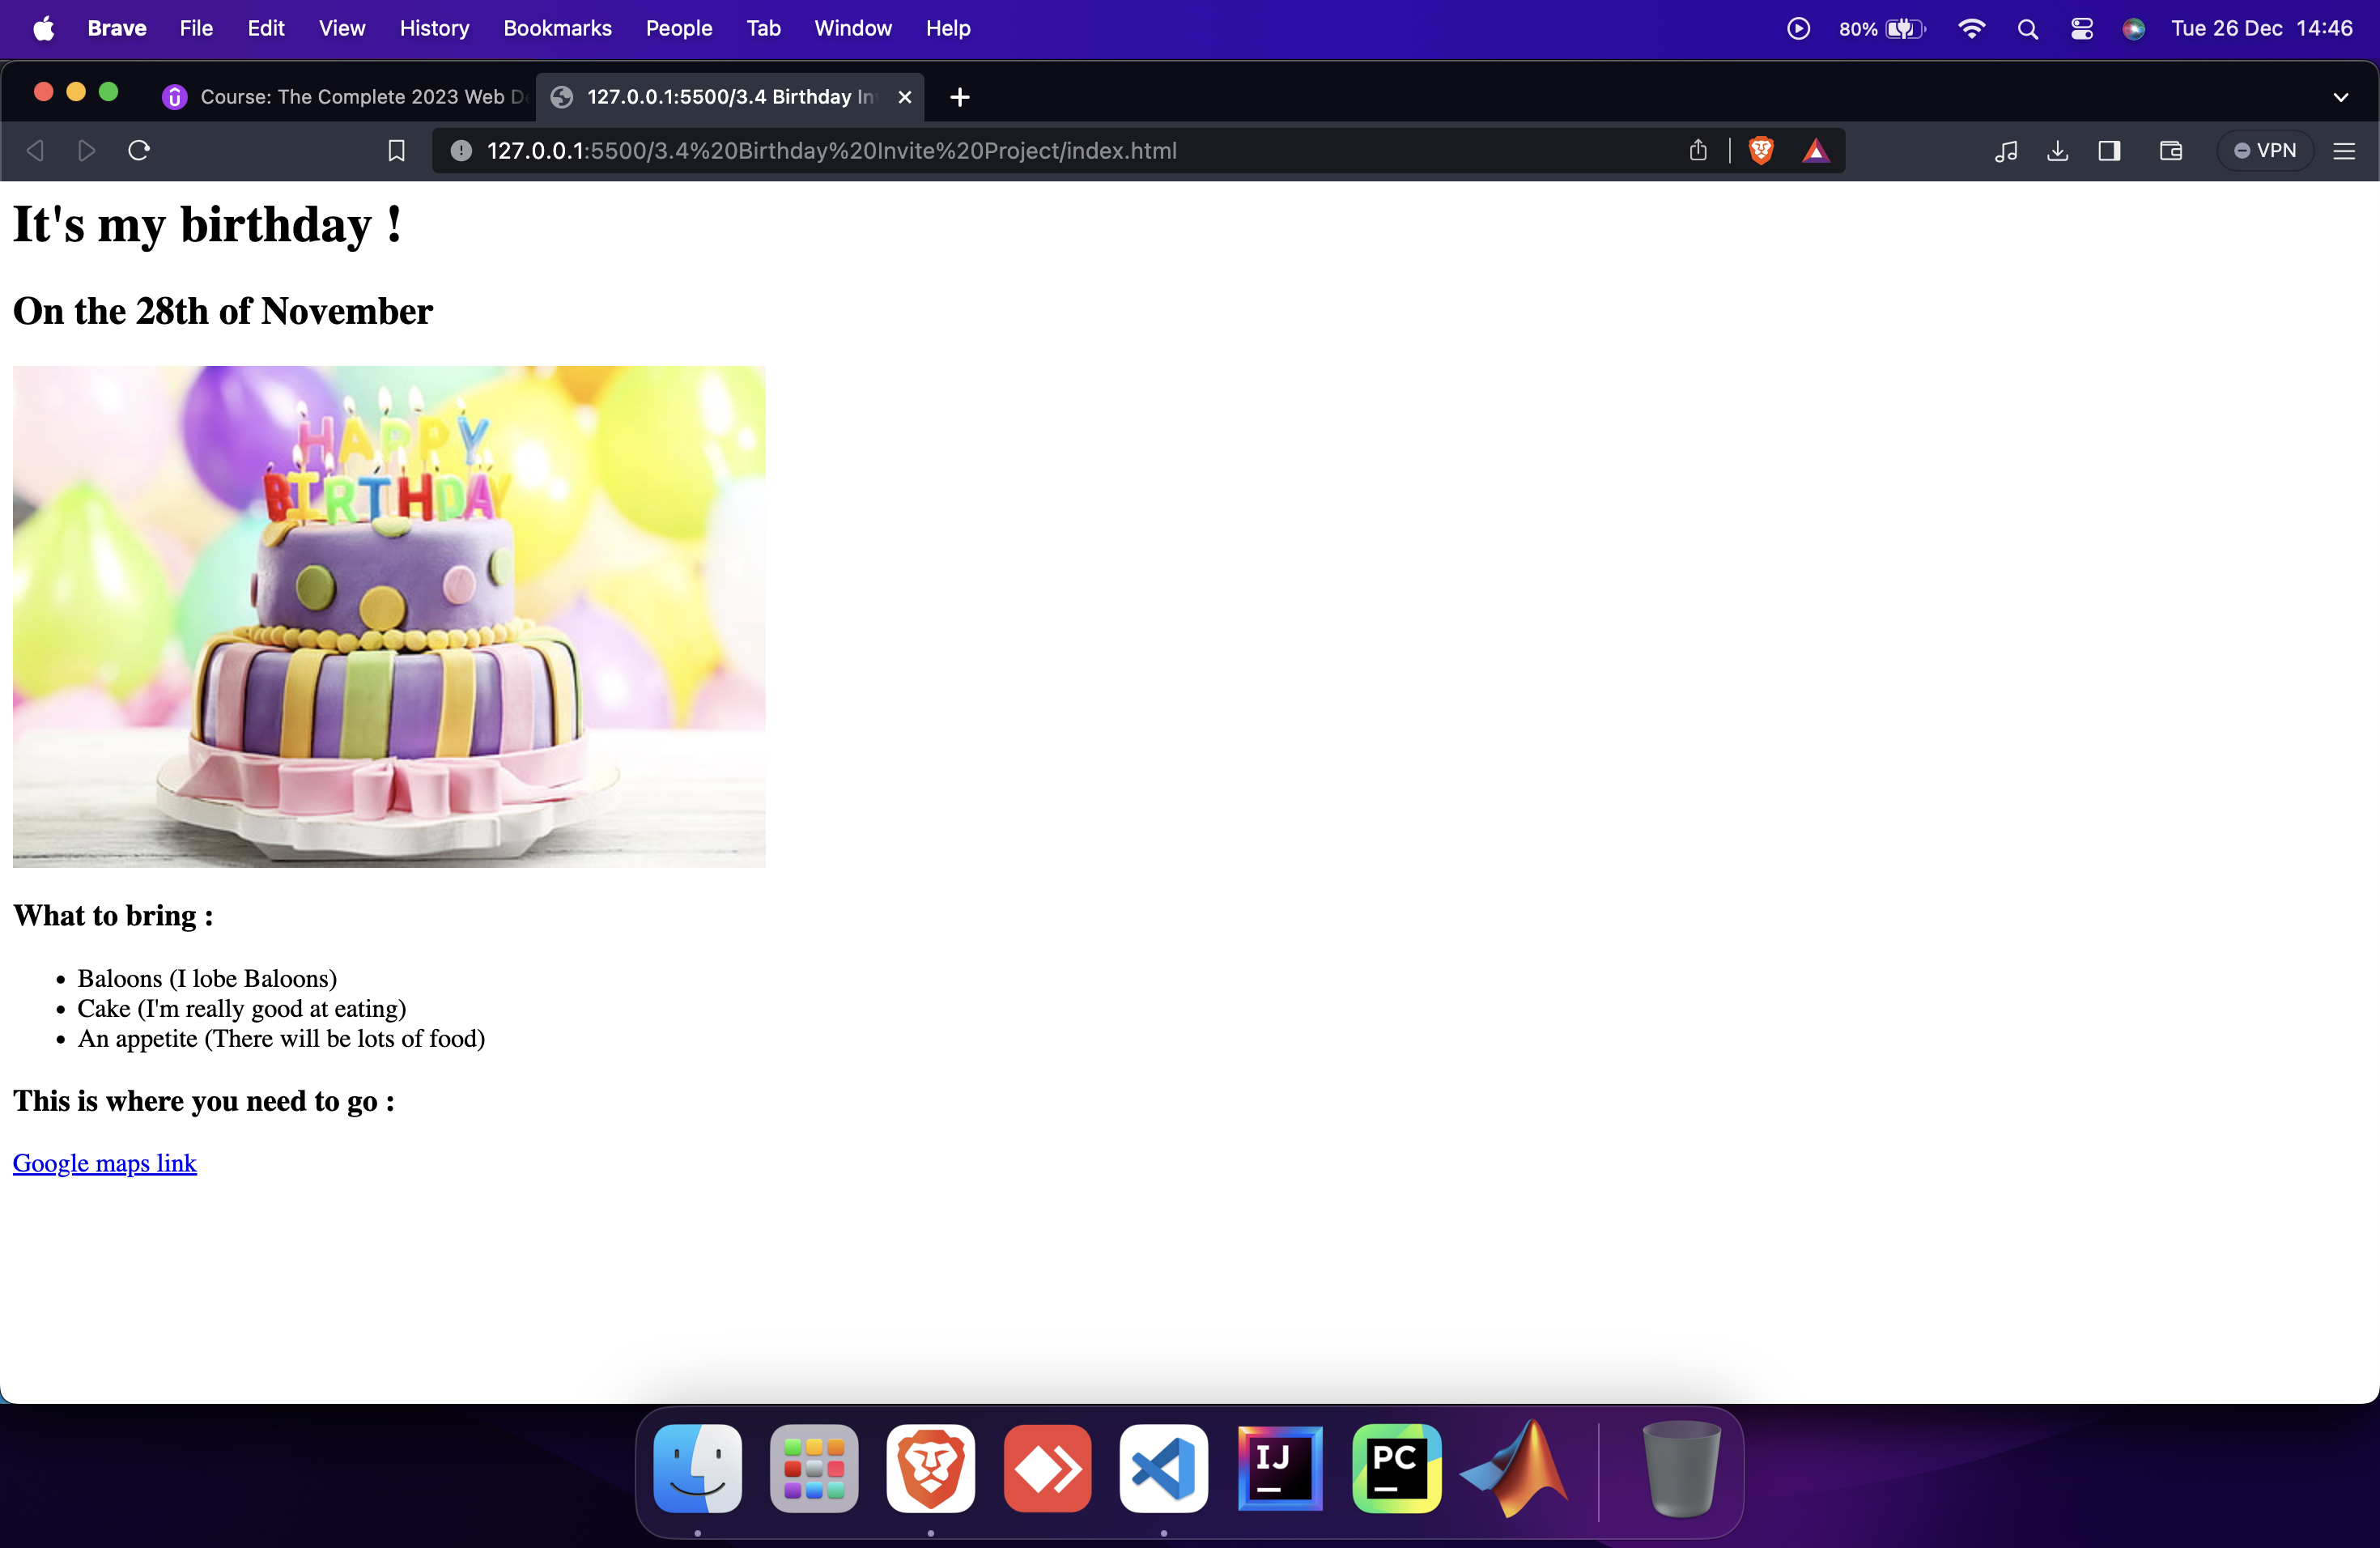 Brave File Edit View History Bookmarks People Tab Window Help 80% Tue 26 Dec 14:46
Course: The Complete 2023 Web De 127.0.0.1:5500/3.4 Birthday In
127.0.0.1:5500/3.4%20Birthday%20Invite%20Project/index.html VPN
It's my birthday !
On the 28th of November
HAPPY
BIRTHDAY
What to bring :
• Baloons (I lobe Baloons)
• Cake (I'm really good at eating)
• An appetite (There will be lots of food)
This is where you need to go :
Google maps link
IJ PC